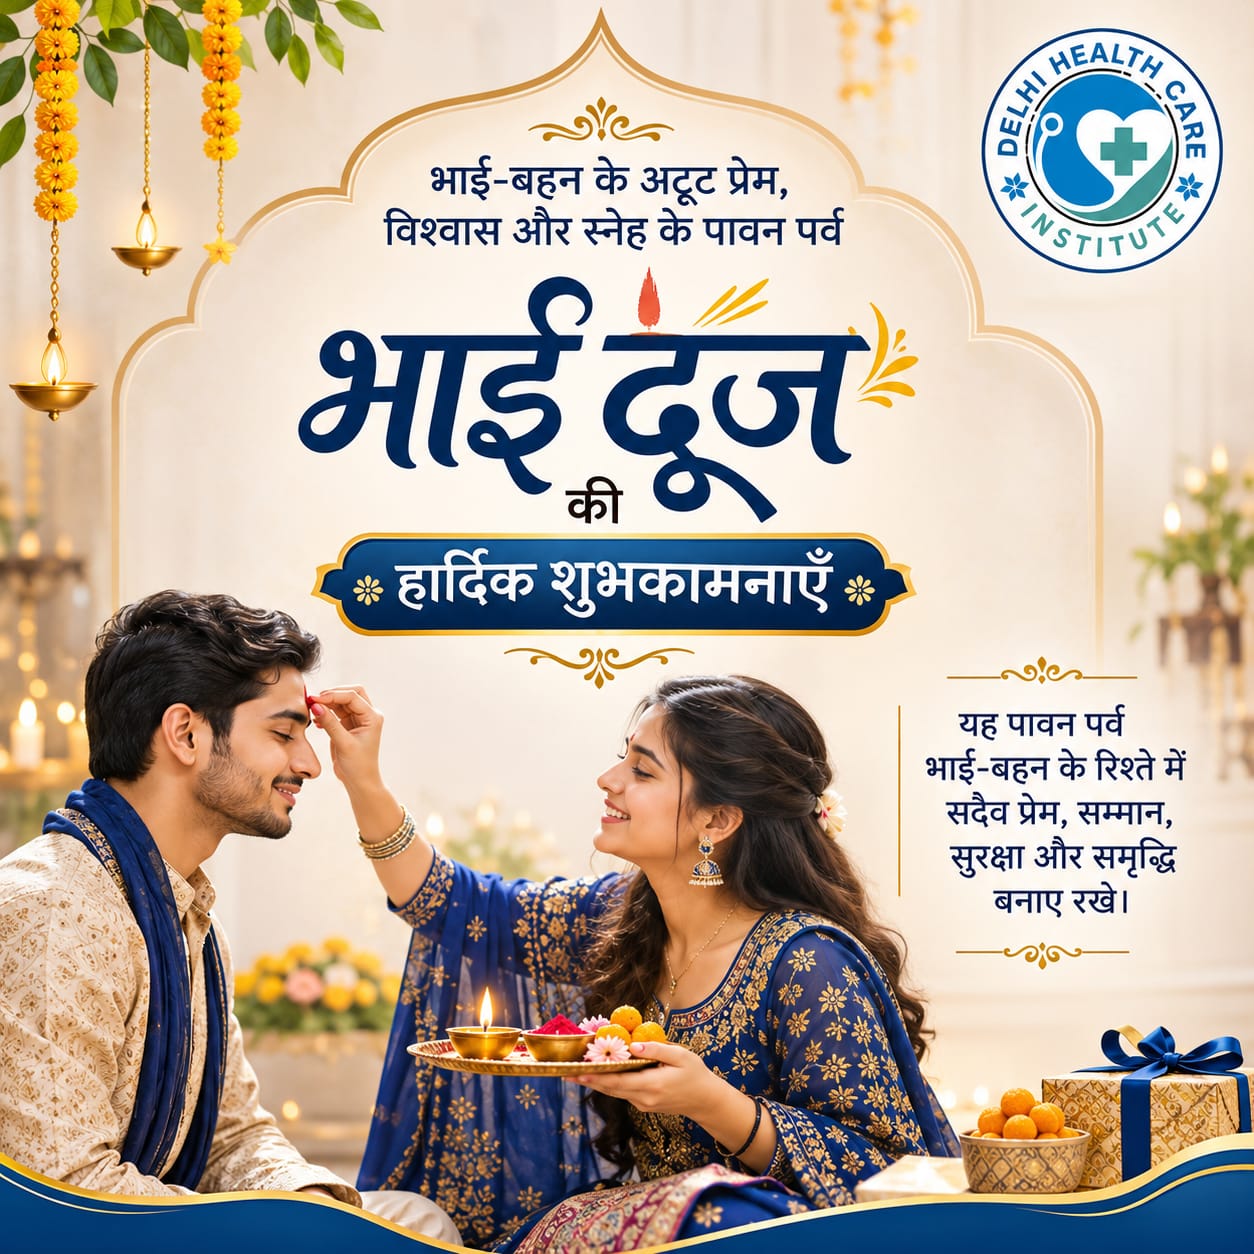 DELHI HEALTH CARE
INSTITUTE
भाई-बहन के अटूट प्रेम,
विश्वास और स्नेह के पावन पर्व
भाई दूज
की
हार्दिक शुभकामनाएँ
यह पावन पर्व
भाई-बहन के रिश्ते में
सदैव प्रेम, सम्मान,
सुरक्षा और समृद्धि
बनाए रखे।